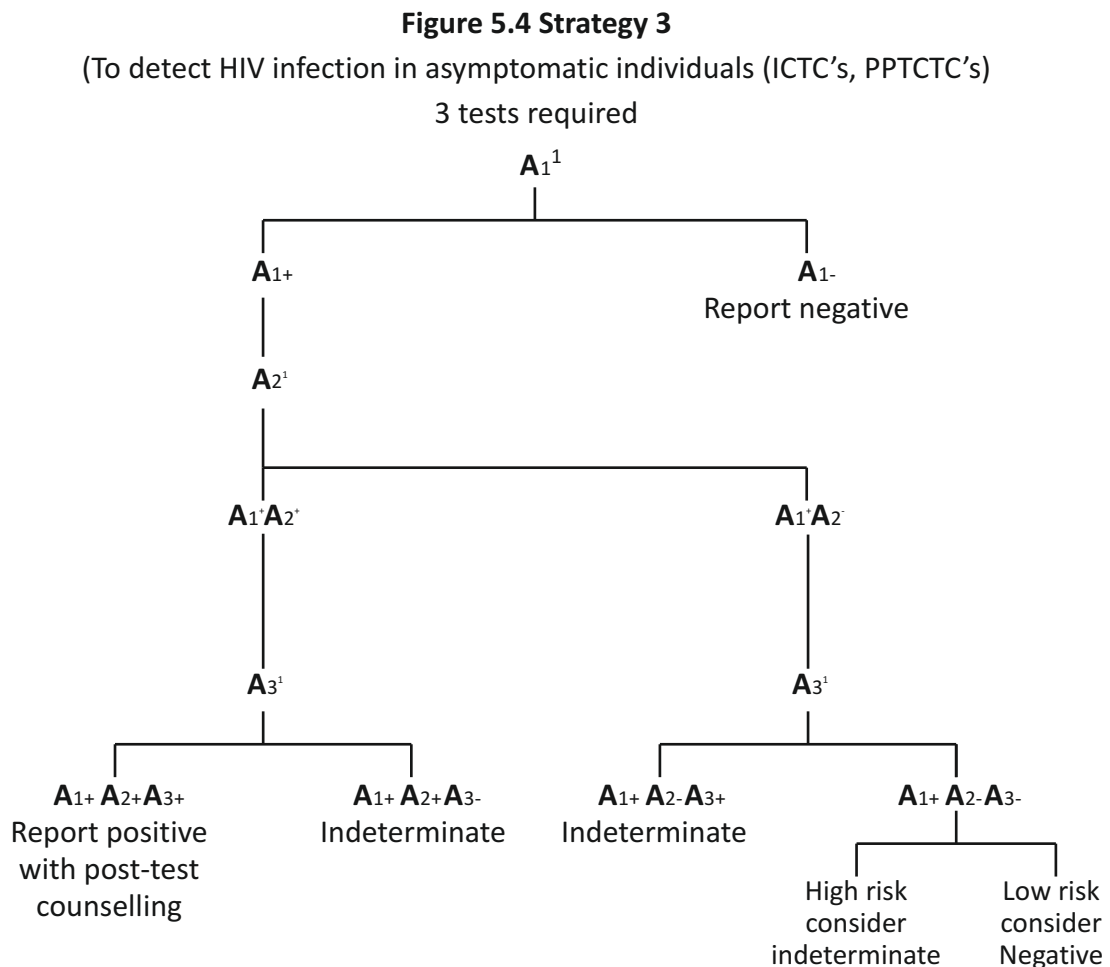 Figure 5.4 Strategy 3
(To detect HIV infection in asymptomatic individuals (ICTC’s, PPTCTC’s)
3 tests required
A1¹
A1+
A1-
Report negative
A2¹
A1⁺A2⁺
A1⁺A2⁻
A3¹
A3¹
A1+ A2+A3+
Report positive
with post-test
counselling
A1+ A2+A3-
Indeterminate
A1+ A2-A3+
Indeterminate
A1+ A2-A3-
High risk
consider
indeterminate
Low risk
consider
Negative